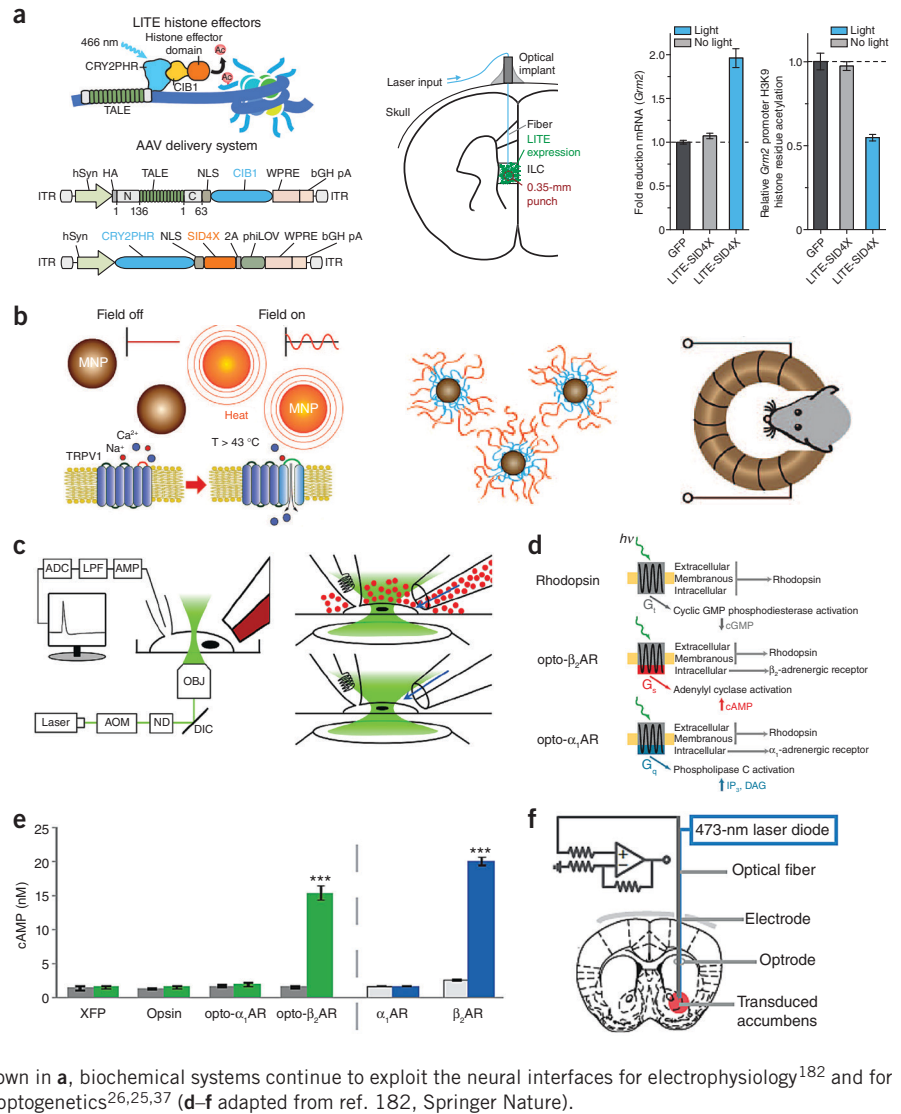 a
LITE histone effectors
Histone effector
domain
466 nm
CRY2PHR
Ac
Ac
CIB1
TALE
AAV delivery system
hSyn HA TALE NLS CIB1 WPRE bGH pA
ITR N C ITR
1 136 1 63
hSyn CRY2PHR NLS SID4X 2A phiLOV WPRE bGH pA
ITR ITR
Laser input
Optical
implant
Skull
Fiber
LITE
expression
ILC
0.35-mm
punch
Light
No light
Fold reduction mRNA (Grm2)
2.0
1.5
1.0
0.5
0
GFP
LITE-SID4X
LITE-SID4X
Light
No light
Relative Grm2 promoter H3K9
histone residue acetylation
1.0
0.5
0
GFP
LITE-SID4X
LITE-SID4X
b
Field off
Field on
MNP
Heat
MNP
Ca²⁺
Na⁺
TRPV1
T > 43 °C
c
ADC LPF AMP
OBJ
Laser AOM ND
DIC
d
hν
Rhodopsin
Extracellular
Membranous
Intracellular
Rhodopsin
Gt
Cyclic GMP phosphodiesterase activation
cGMP
opto-β₂AR
Extracellular
Membranous
Intracellular
Rhodopsin
β₂-adrenergic receptor
Gs
Adenylyl cyclase activation
cAMP
opto-α₁AR
Extracellular
Membranous
Intracellular
Rhodopsin
α₁-adrenergic receptor
Gq
Phospholipase C activation
IP₃, DAG
e
cAMP (nM)
25
20
15
10
5
0
***
***
XFP Opsin opto-α₁AR opto-β₂AR α₁AR β₂AR
f
473-nm laser diode
+
–
Optical fiber
Electrode
Optrode
Transduced
accumbens
own in a, biochemical systems continue to exploit the neural interfaces for electrophysiology¹⁸² and for
optogenetics²⁶,²⁵,³⁷ (d–f adapted from ref. 182, Springer Nature).